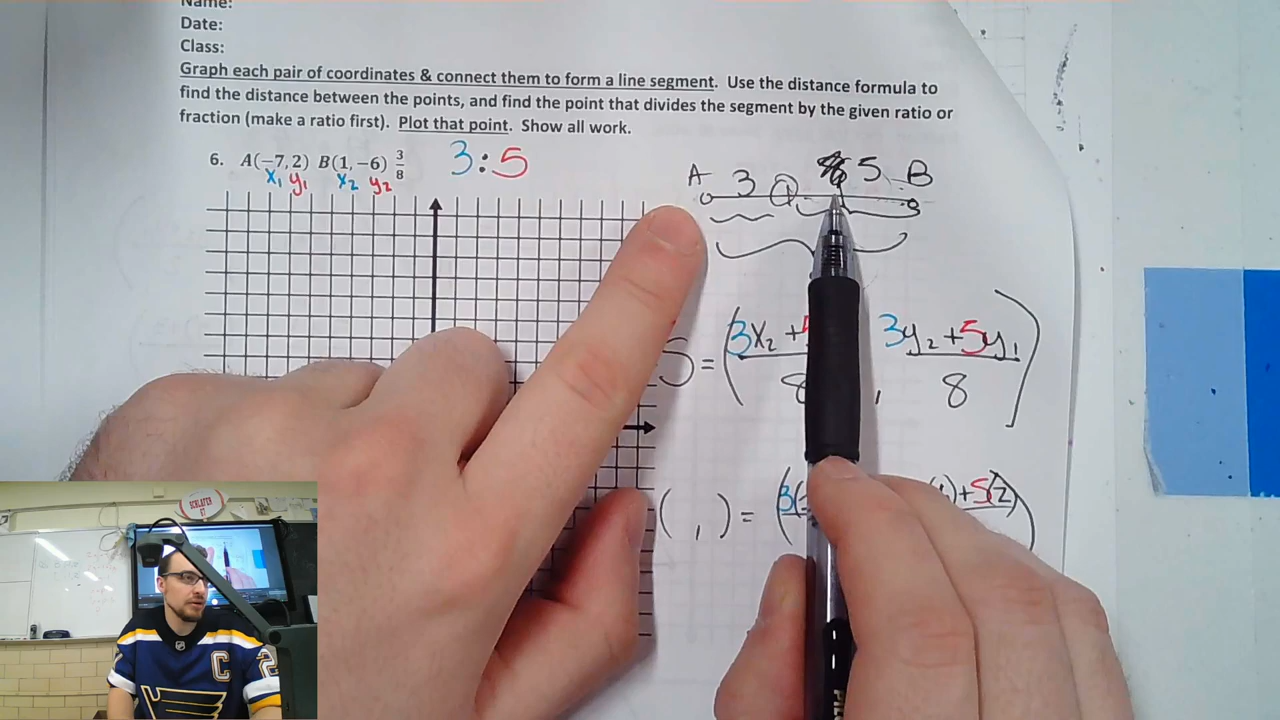 Name:
Date:
Class:
Graph each pair of coordinates & connect them to form a line segment. Use the distance formula to
find the distance between the points, and find the point that divides the segment by the given ratio or
fraction (make a ratio first). Plot that point. Show all work.
6. A(−7,2) B(1,−6) 3/8 3:5
x₁ y₁ x₂ y₂
A 3 5 B
S = (3x₂ + , 3y₂ + 5y₁)
8 8
( , ) = (3( )+5(2))
SCHLATER
C
2